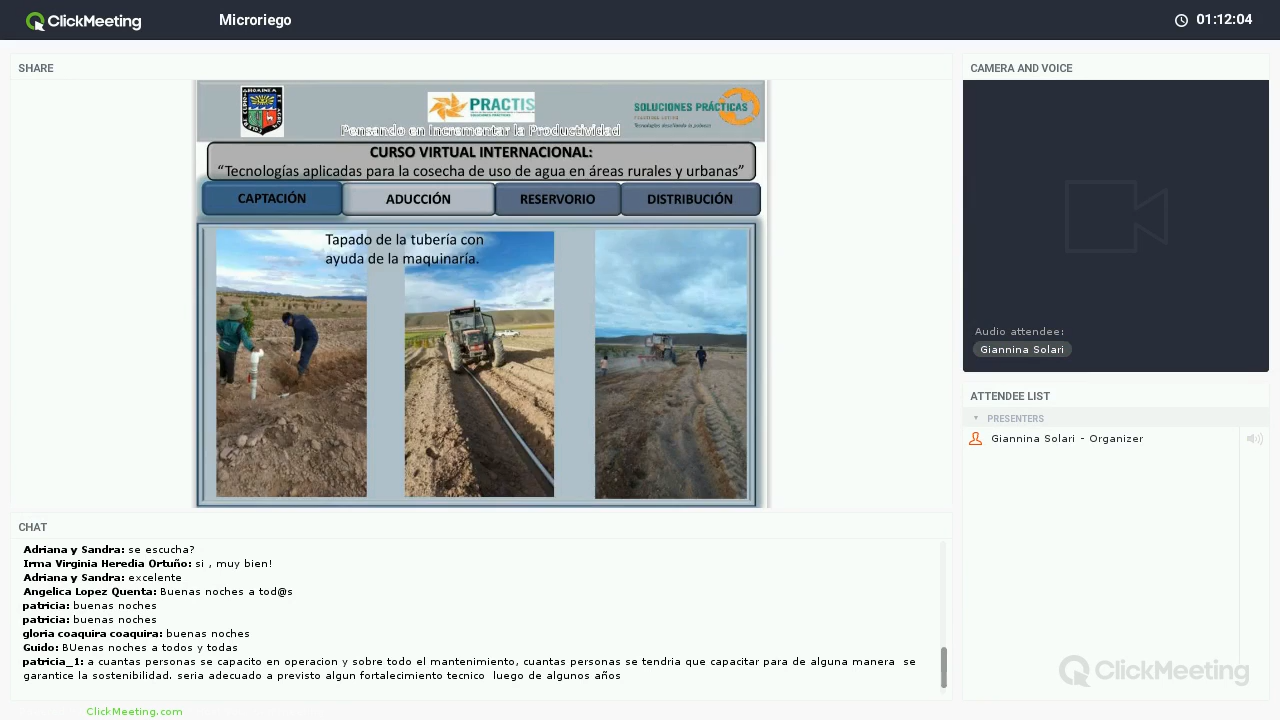 ClickMeeting
Microriego
01:12:04
SHARE
PRACTIS
SOLUCIONES PRÁCTICAS
Pensando en Incrementar la Productividad
CURSO VIRTUAL INTERNACIONAL:
“Tecnologías aplicadas para la cosecha de uso de agua en áreas rurales y urbanas”
CAPTACIÓN
ADUCCIÓN
RESERVORIO
DISTRIBUCIÓN
Tapado de la tubería con
ayuda de la maquinaría.
CHAT
Adriana y Sandra: se escucha?
Irma Virginia Heredia Ortuño: si , muy bien!
Adriana y Sandra: excelente
Angelica Lopez Quenta: Buenas noches a tod@s
patricia: buenas noches
patricia: buenas noches
gloria coaquira coaquira: buenas noches
Guido: BUenas noches a todos y todas
patricia_1: a cuantas personas se capacito en operacion y sobre todo el mantenimiento, cuantas personas se tendria que capacitar para de alguna manera se
garantice la sostenibilidad. seria adecuado a previsto algun fortalecimiento tecnico luego de algunos años
ClickMeeting.com
CAMERA AND VOICE
Audio attendee:
Giannina Solari
ATTENDEE LIST
PRESENTERS
Giannina Solari - Organizer
ClickMeeting